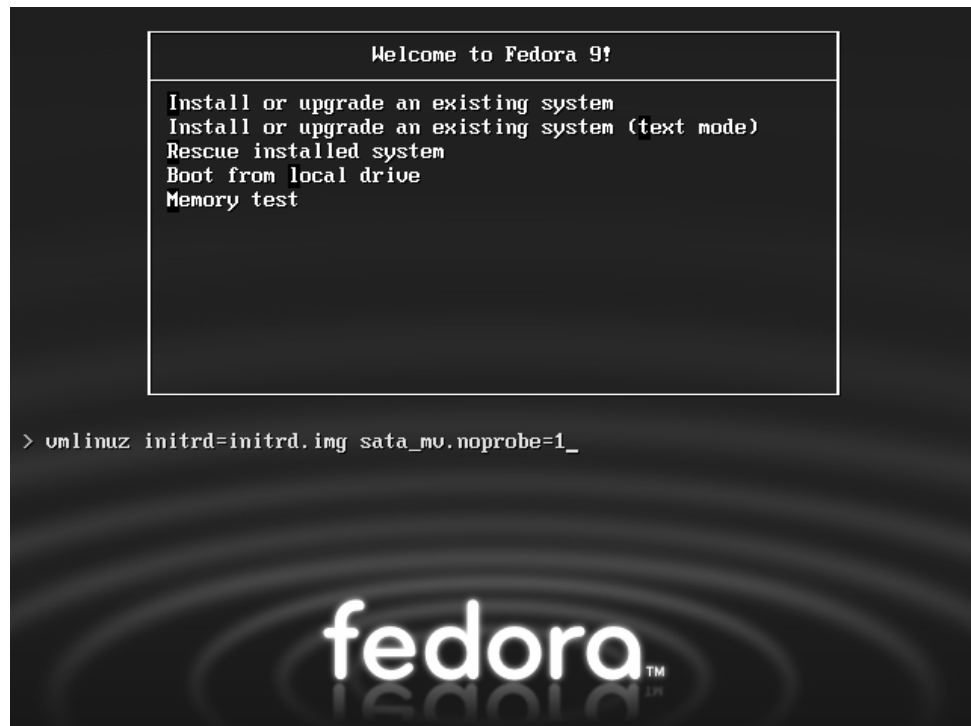 Welcome to Fedora 9!
Install or upgrade an existing system
Install or upgrade an existing system (text mode)
Rescue installed system
Boot from local drive
Memory test
> vmlinuz initrd=initrd.img sata_mv.noprobe=1_
fedora™